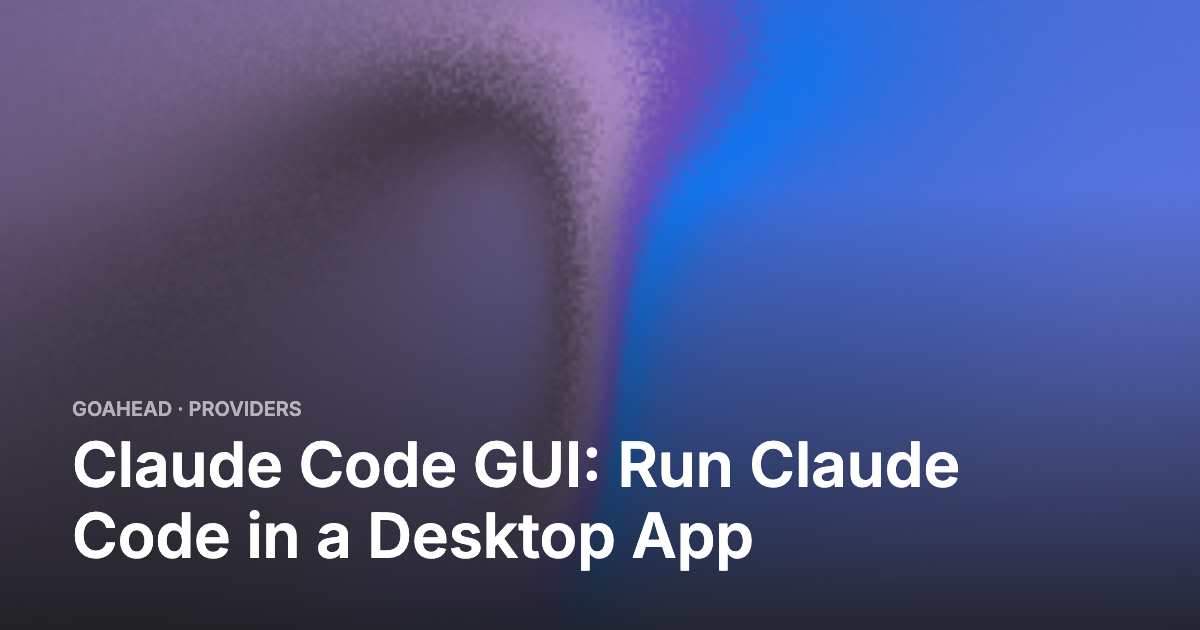 GOAHEAD · PROVIDERS
Claude Code GUI: Run Claude
Code in a Desktop App